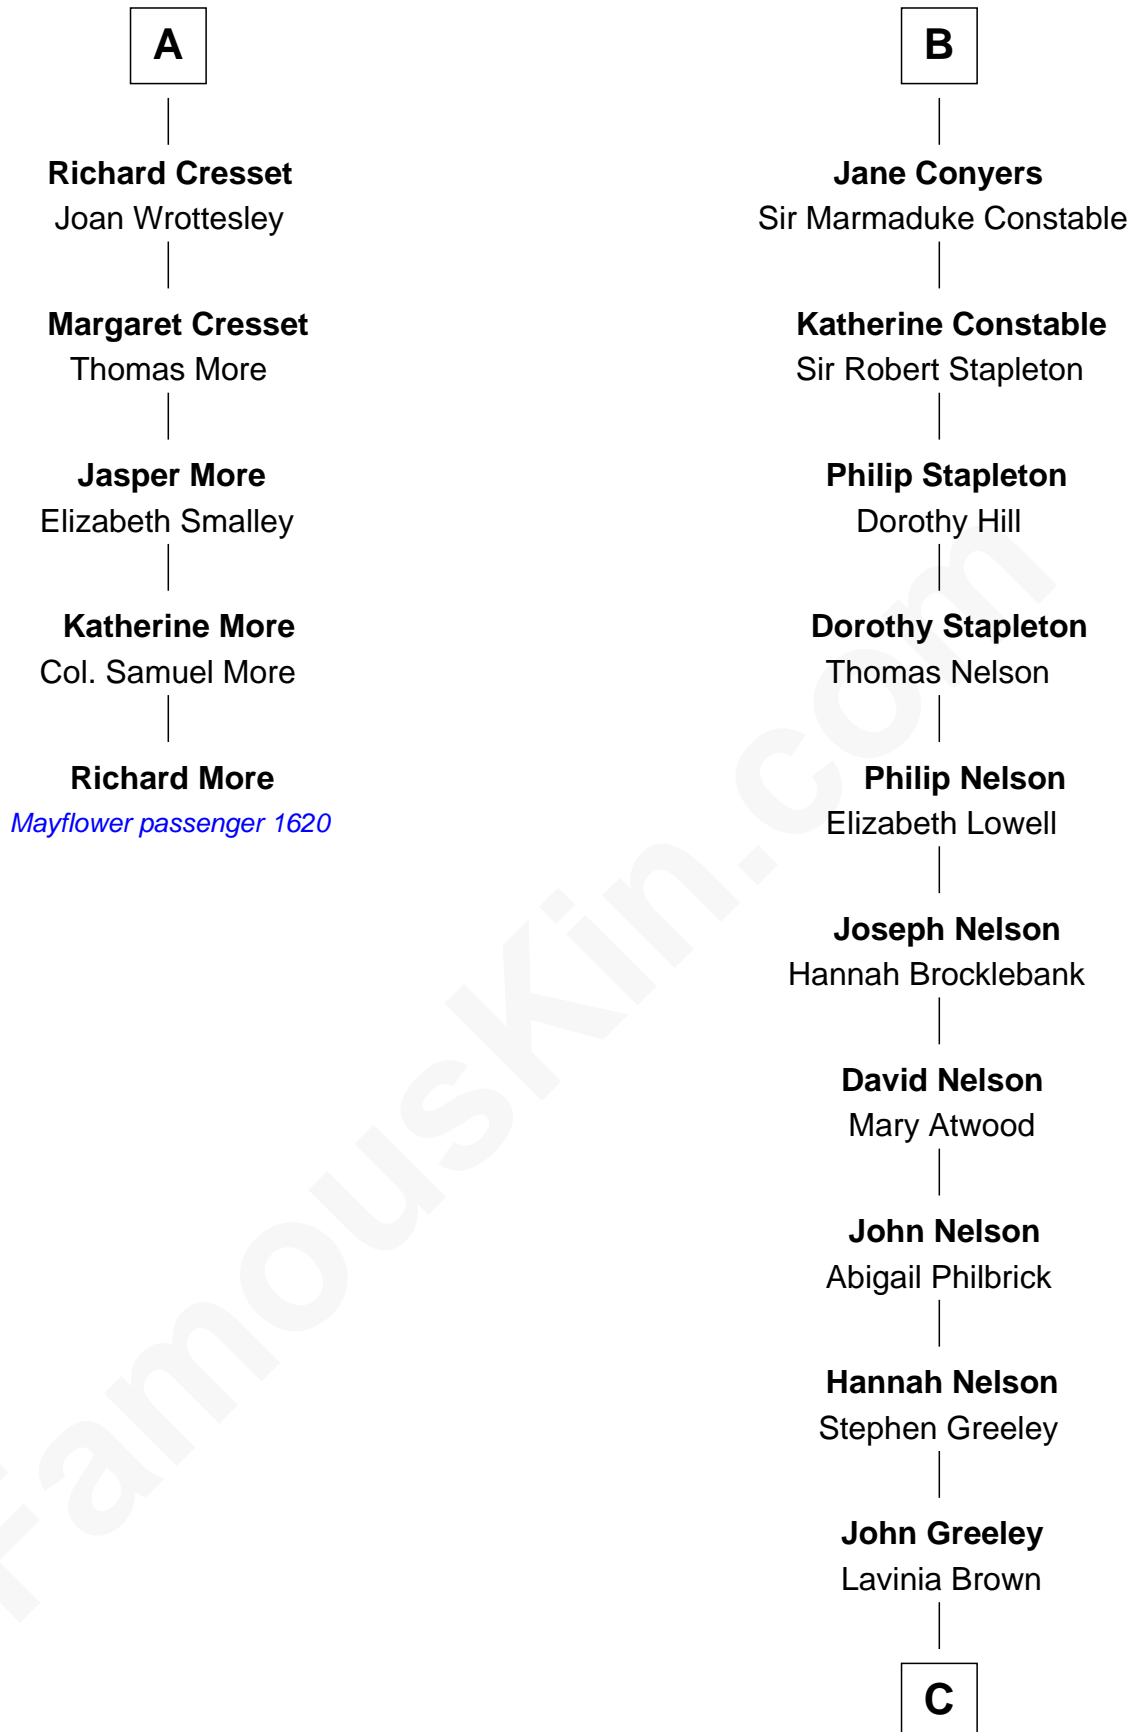 A
Richard Cresset
Joan Wrottesley
Margaret Cresset
Thomas More
Jasper More
Elizabeth Smalley
Katherine More
Col. Samuel More
Richard More
Mayflower passenger 1620
B
Jane Conyers
Sir Marmaduke Constable
Katherine Constable
Sir Robert Stapleton
Philip Stapleton
Dorothy Hill
Dorothy Stapleton
Thomas Nelson
Philip Nelson
Elizabeth Lowell
Joseph Nelson
Hannah Brocklebank
David Nelson
Mary Atwood
John Nelson
Abigail Philbrick
Hannah Nelson
Stephen Greeley
John Greeley
Lavinia Brown
C
FamousKin.com